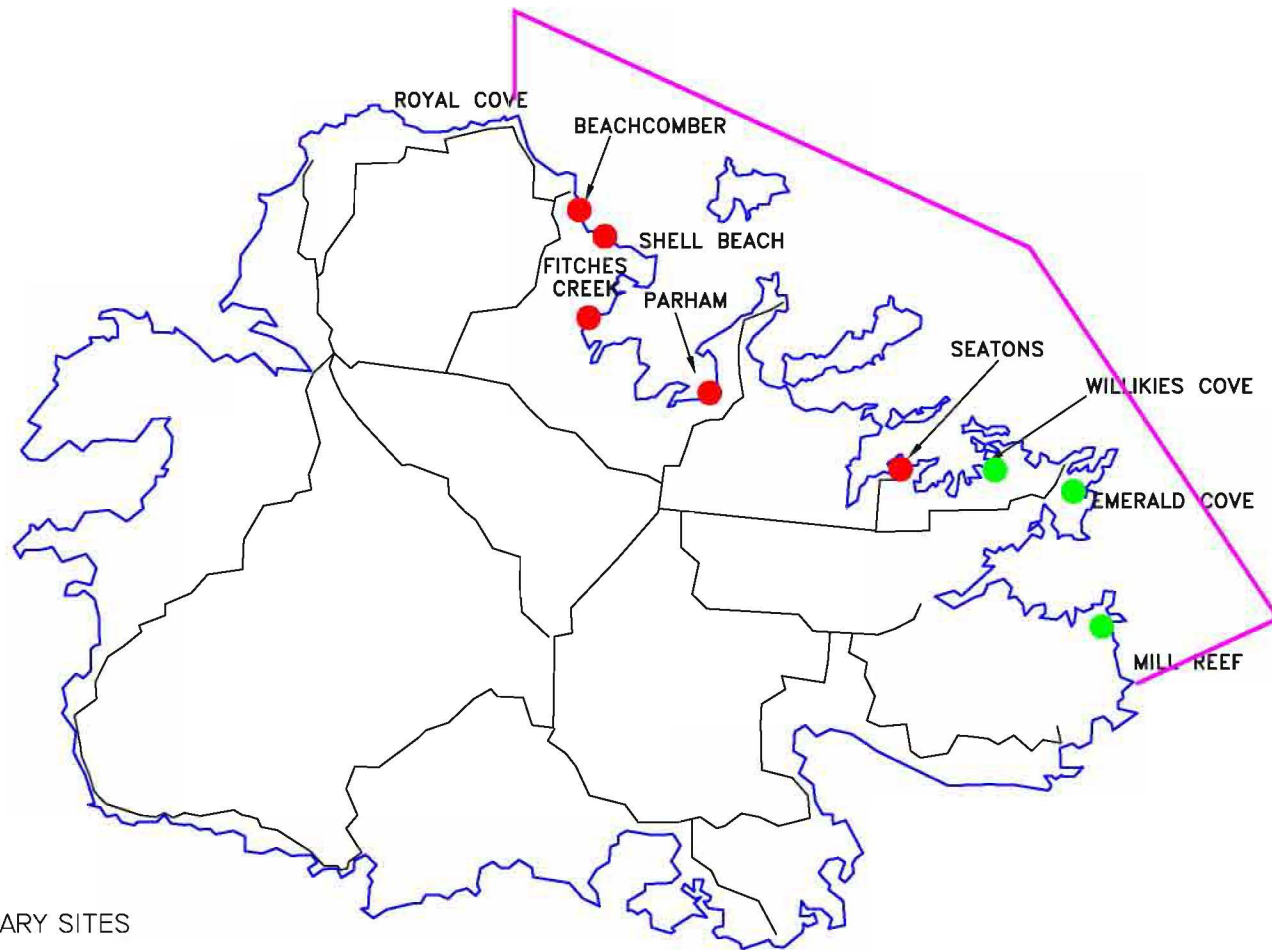 ROYAL COVE
BEACHCOMBER
SHELL BEACH
FITCHES
CREEK
PARHAM
SEATONS
WILLIKIES COVE
EMERALD COVE
MILL REEF
ARY SITES